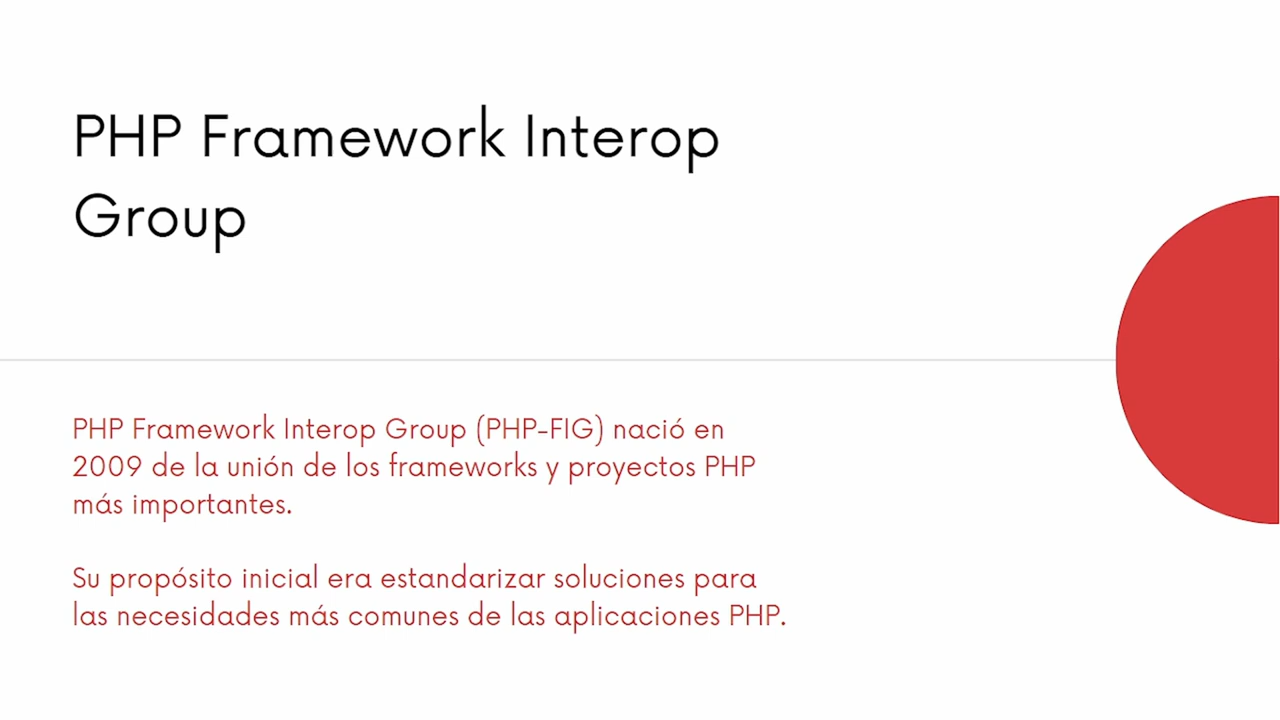 PHP Framework Interop
Group
PHP Framework Interop Group (PHP-FIG) nació en
2009 de la unión de los frameworks y proyectos PHP
más importantes.
Su propósito inicial era estandarizar soluciones para
las necesidades más comunes de las aplicaciones PHP.